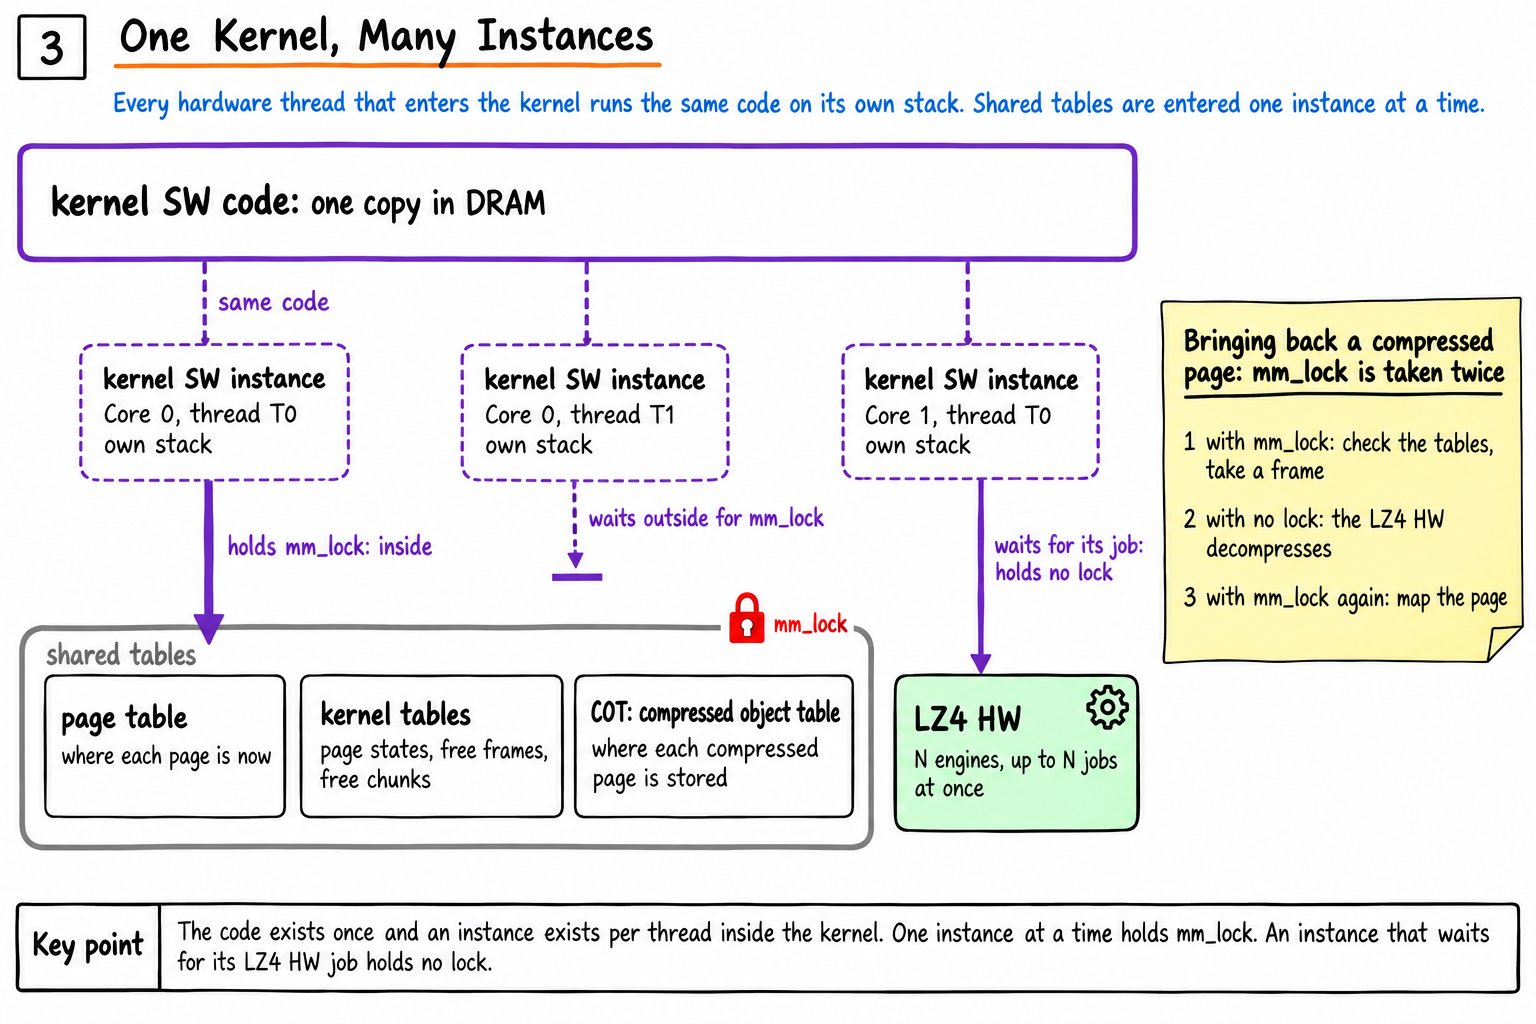 3
One Kernel, Many Instances
Every hardware thread that enters the kernel runs the same code on its own stack. Shared tables are entered one instance at a time.
kernel SW code: one copy in DRAM
same code
kernel SW instance
Core 0, thread T0
own stack
kernel SW instance
Core 0, thread T1
own stack
kernel SW instance
Core 1, thread T0
own stack
holds mm_lock: inside
waits outside for mm_lock
waits for its job:
holds no lock
mm_lock
shared tables
page table
where each page is now
kernel tables
page states, free frames,
free chunks
COT: compressed object table
where each compressed
page is stored
LZ4 HW
N engines, up to N jobs
at once
Bringing back a compressed
page: mm_lock is taken twice
1 with mm_lock: check the tables,
take a frame
2 with no lock: the LZ4 HW
decompresses
3 with mm_lock again: map the page
Key point
The code exists once and an instance exists per thread inside the kernel. One instance at a time holds mm_lock. An instance that waits
for its LZ4 HW job holds no lock.